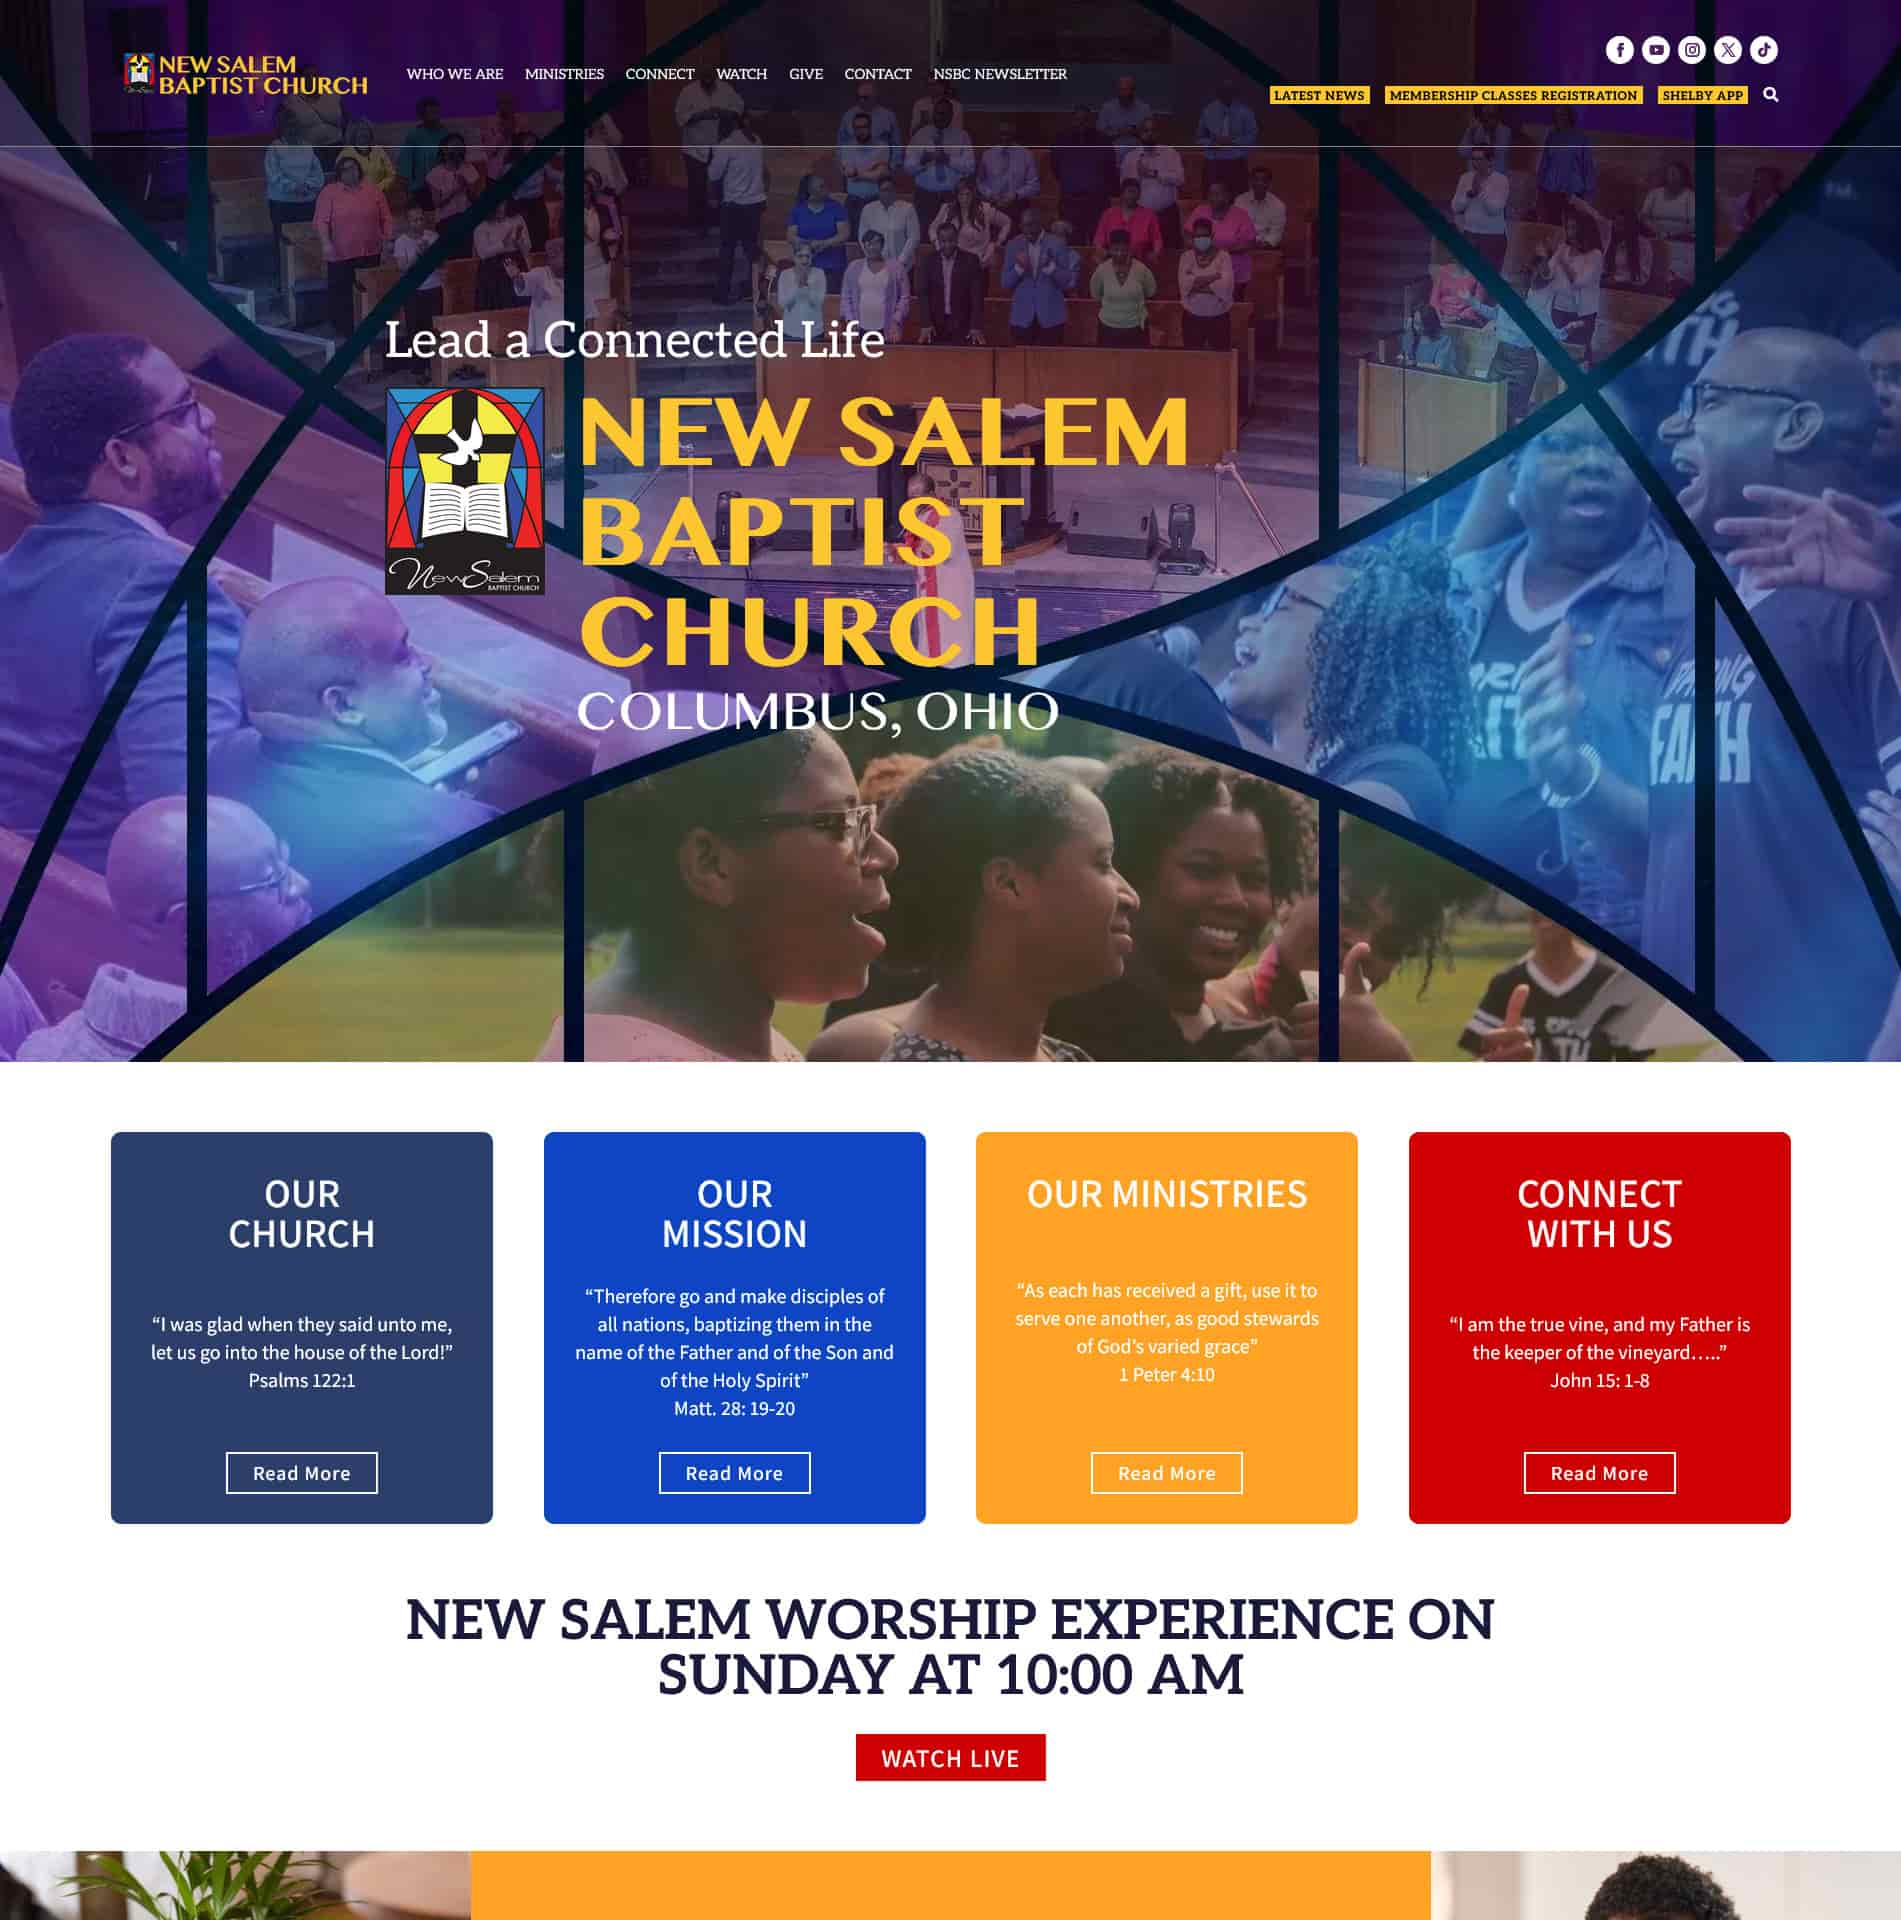 NEW SALEM
BAPTIST CHURCH
WHO WE ARE MINISTRIES CONNECT WATCH GIVE CONTACT NSBC NEWSLETTER
LATEST NEWS MEMBERSHIP CLASSES REGISTRATION SHELBY APP
Lead a Connected Life
NEW SALEM
BAPTIST
CHURCH
COLUMBUS, OHIO
New Salem
BAPTIST CHURCH
FAITH
OUR
CHURCH
“I was glad when they said unto me,
let us go into the house of the Lord!”
Psalms 122:1
Read More
OUR
MISSION
“Therefore go and make disciples of
all nations, baptizing them in the
name of the Father and of the Son and
of the Holy Spirit”
Matt. 28: 19-20
Read More
OUR MINISTRIES
“As each has received a gift, use it to
serve one another, as good stewards
of God’s varied grace”
1 Peter 4:10
Read More
CONNECT
WITH US
“I am the true vine, and my Father is
the keeper of the vineyard…..”
John 15: 1-8
Read More
NEW SALEM WORSHIP EXPERIENCE ON
SUNDAY AT 10:00 AM
WATCH LIVE